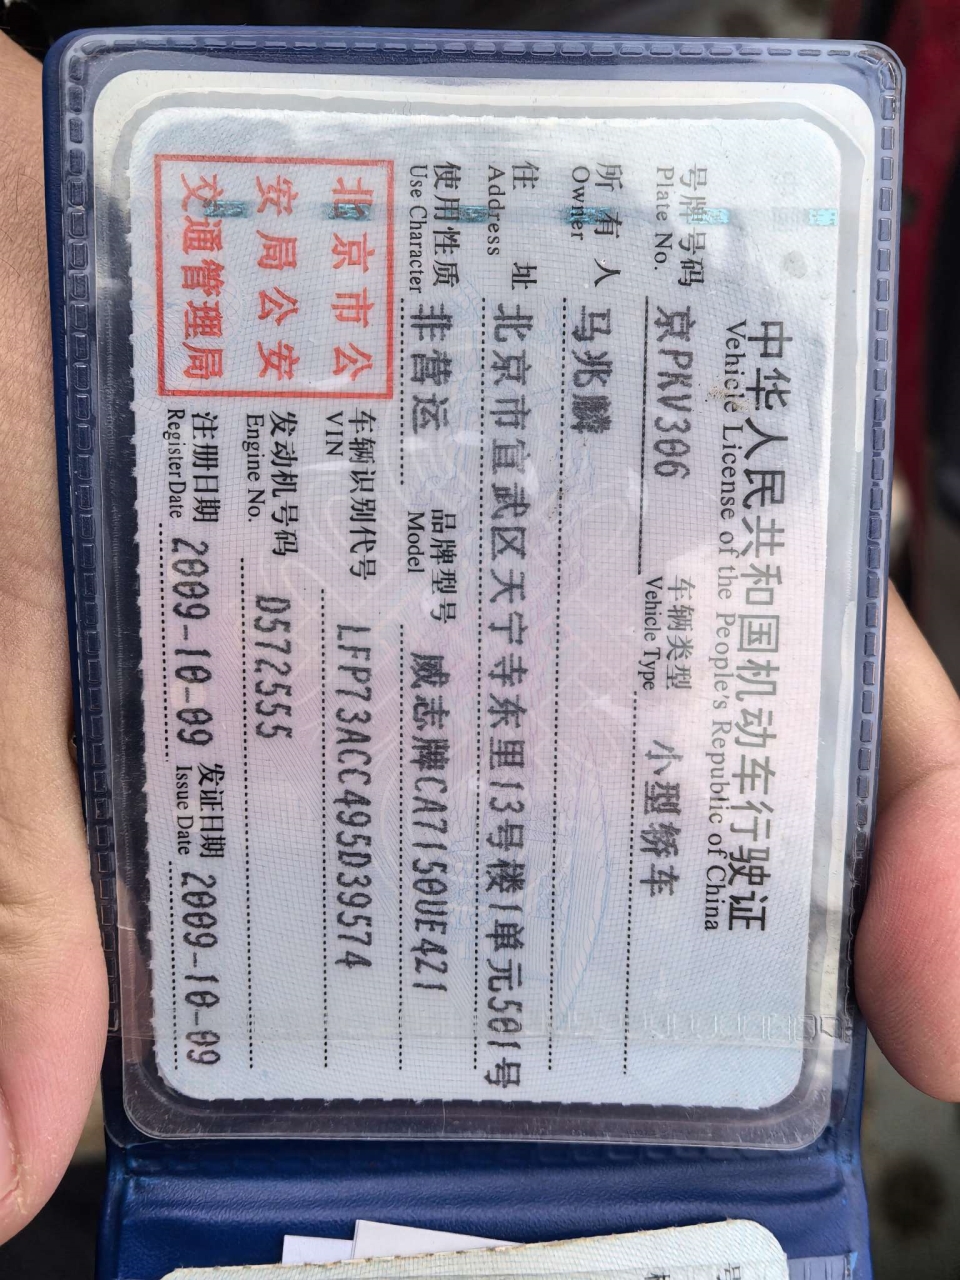 中华人民共和国机动车行驶证
Vehicle License of the People's Republic of China
号牌号码 京PKV306 车辆类型 小型轿车
Plate No. Vehicle Type
所有人 马兆麟
Owner
住址 北京市宣武区天宁寺东里13号楼1单元501号
Address
使用性质 非营运 品牌型号 威志牌CA7150UE4Z1
Use Character Model
北京市公
安局公安
交通管理局
车辆识别代号 LFP73ACC495D39574
VIN
发动机号码 D572555
Engine No.
注册日期 2009-10-09 发证日期 2009-10-09
Register Date Issue Date